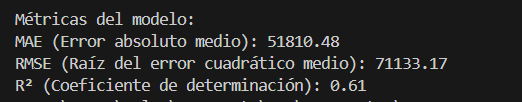 Métricas del modelo:
MAE (Error absoluto medio): 51810.48
RMSE (Raíz del error cuadrático medio): 71133.17
R² (Coeficiente de determinación): 0.61